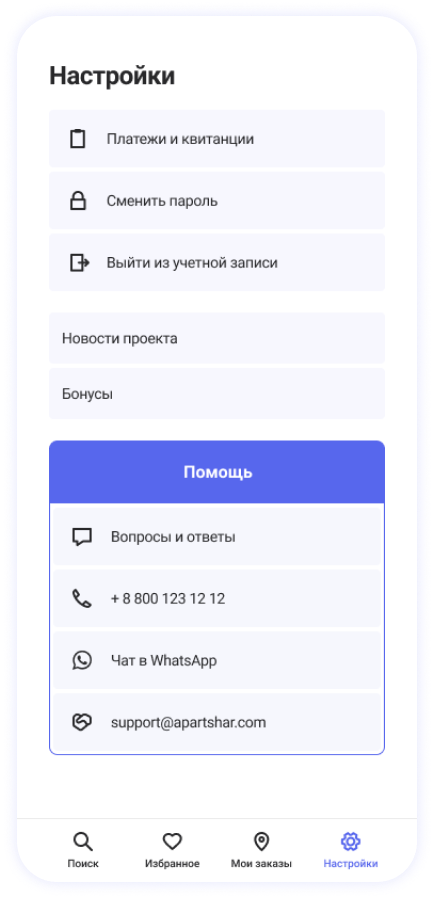 Настройки
Платежи и квитанции
Сменить пароль
Выйти из учетной записи
Новости проекта
Бонусы
Помощь
Вопросы и ответы
+ 8 800 123 12 12
Чат в WhatsApp
support@apartshar.com
Поиск
Избранное
Мои заказы
Настройки